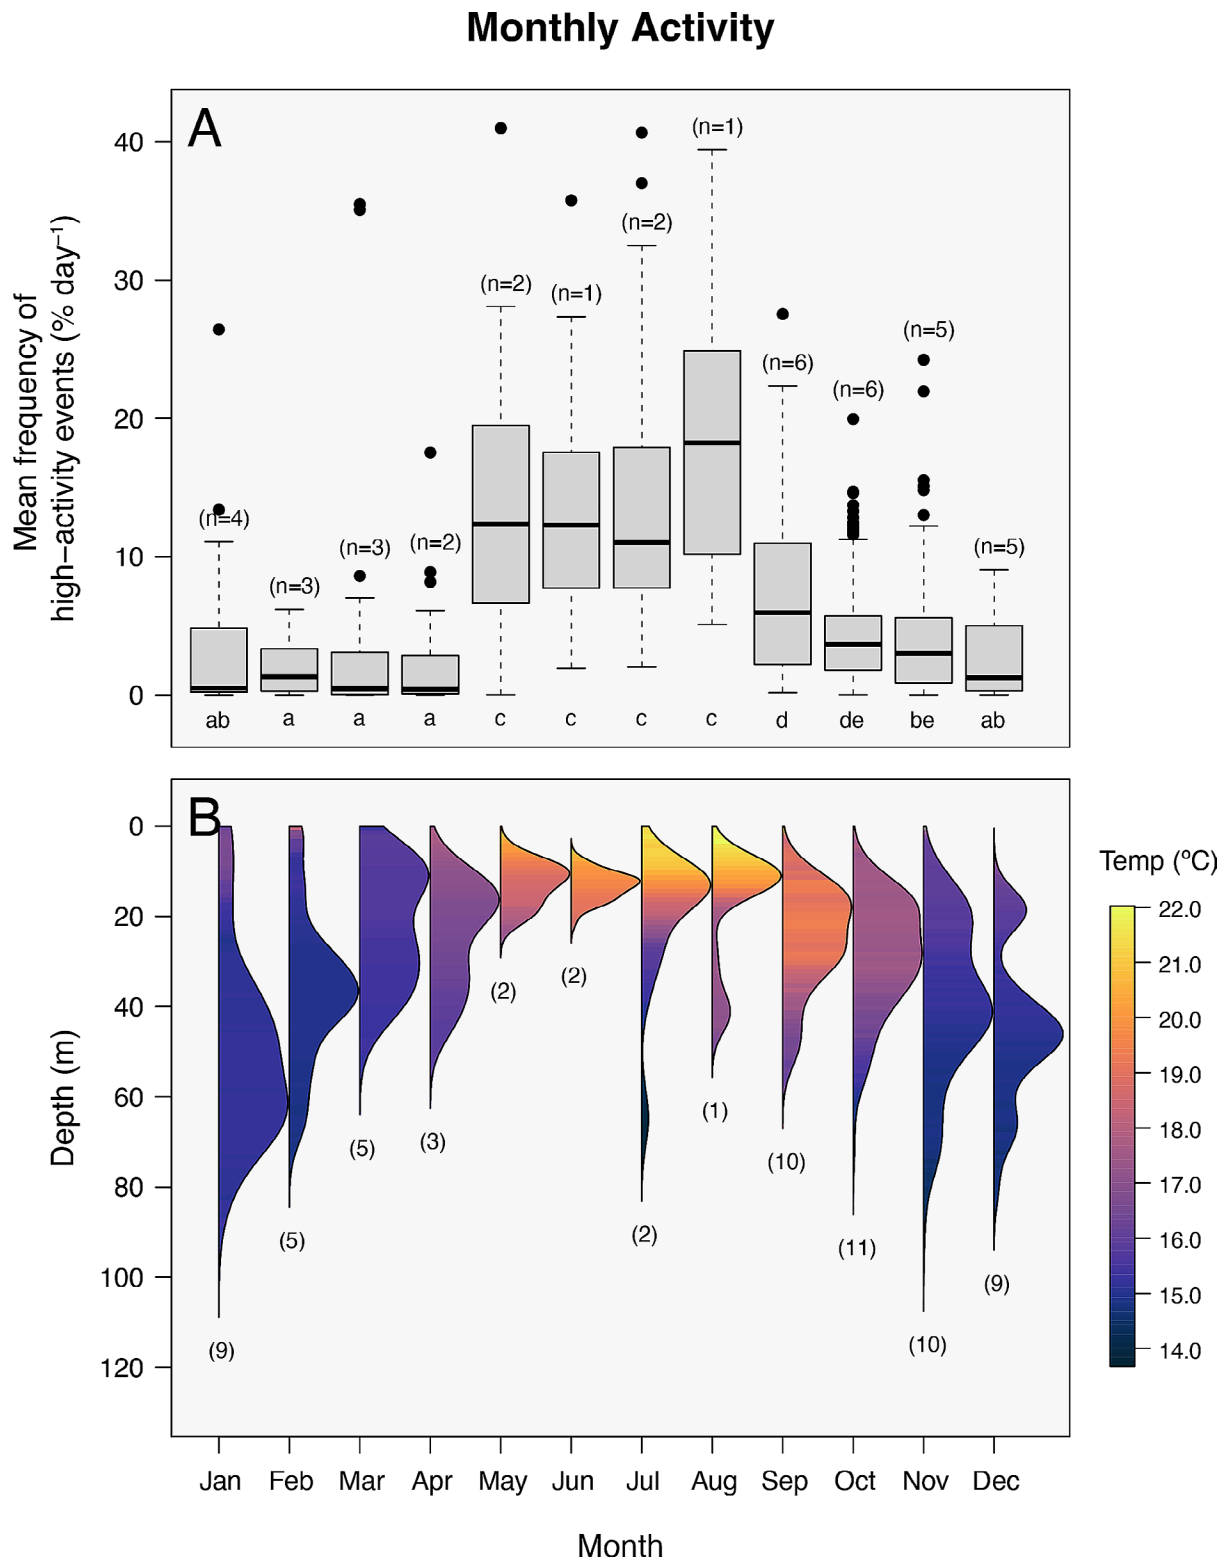 Monthly Activity
A
Mean frequency of
high−activity events (% day⁻¹)
40
30
20
10
0
(n=4)
(n=3)
(n=3)
(n=2)
(n=2)
(n=1)
(n=2)
(n=1)
(n=6)
(n=6)
(n=5)
(n=5)
ab a a a c c c c d de be ab
B
Depth (m)
0
20
40
60
80
100
120
(9)
(5)
(5)
(3)
(2)
(2)
(2)
(1)
(10)
(11)
(10)
(9)
Temp (ºC)
22.0
21.0
20.0
19.0
18.0
17.0
16.0
15.0
14.0
Jan Feb Mar Apr May Jun Jul Aug Sep Oct Nov Dec
Month